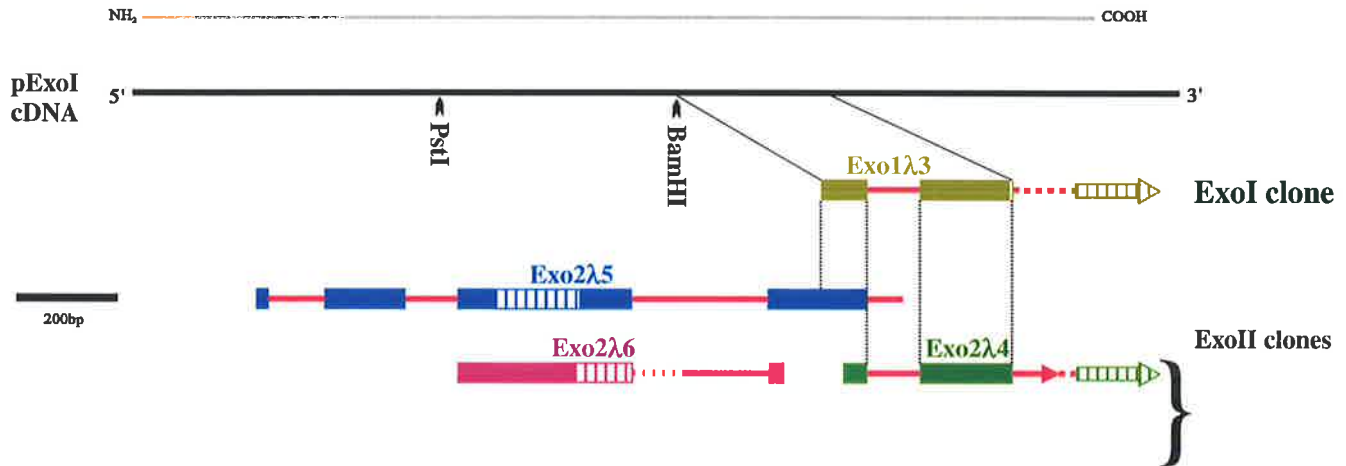 NH₂
COOH
pExoI
cDNA
5'
3'
PstI
BamHI
Exo1λ3
ExoI clone
Exo2λ5
200bp
Exo2λ6
Exo2λ4
ExoII clones